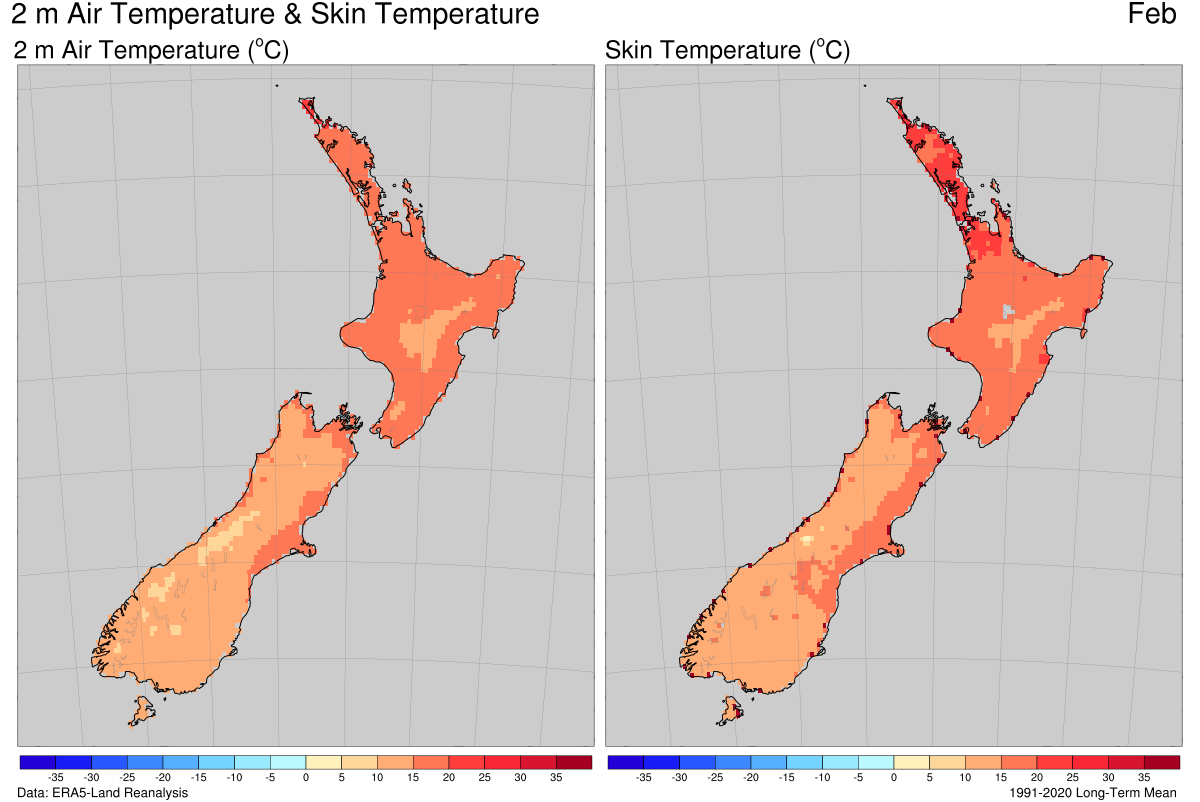 2 m Air Temperature & Skin Temperature Feb
2 m Air Temperature (°C) Skin Temperature (°C)
-35 -30 -25 -20 -15 -10 -5 0 5 10 15 20 25 30 35 -35 -30 -25 -20 -15 -10 -5 0 5 10 15 20 25 30 35
Data: ERA5-Land Reanalysis 1991-2020 Long-Term Mean